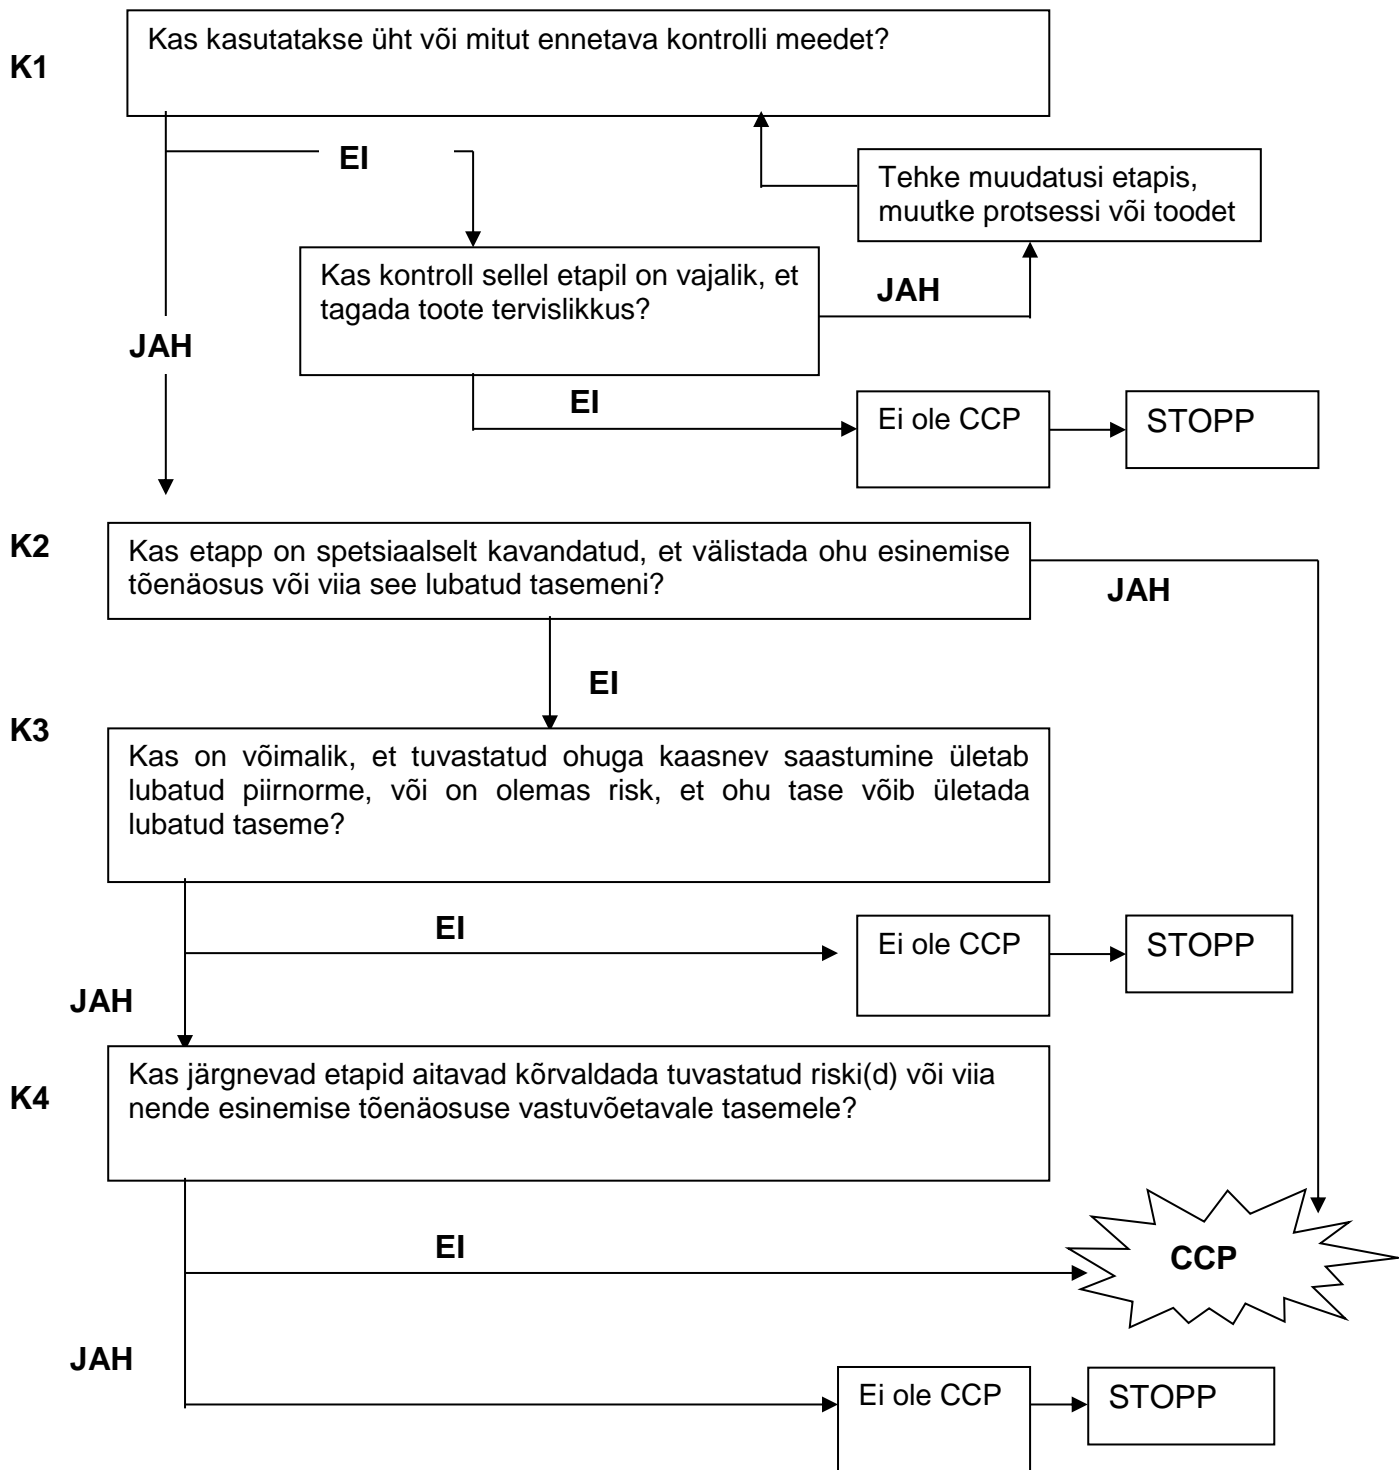 Kas kasutatakse üht või mitut ennetava kontrolli meedet?
K1
EI
Tehke muudatusi etapis,
muutke protsessi või toodet
Kas kontroll sellel etapil on vajalik, et
tagada toote tervislikkus?
JAH
JAH
EI
Ei ole CCP
STOPP
K2
Kas etapp on spetsiaalselt kavandatud, et välistada ohu esinemise
tõenäosus või viia see lubatud tasemeni?
JAH
EI
K3
Kas on võimalik, et tuvastatud ohuga kaasnev saastumine ületab
lubatud piirnorme, või on olemas risk, et ohu tase võib ületada
lubatud taseme?
EI
Ei ole CCP
STOPP
JAH
K4
Kas järgnevad etapid aitavad kõrvaldada tuvastatud riski(d) või viia
nende esinemise tõenäosuse vastuvõetavale tasemele?
EI
CCP
JAH
Ei ole CCP
STOPP